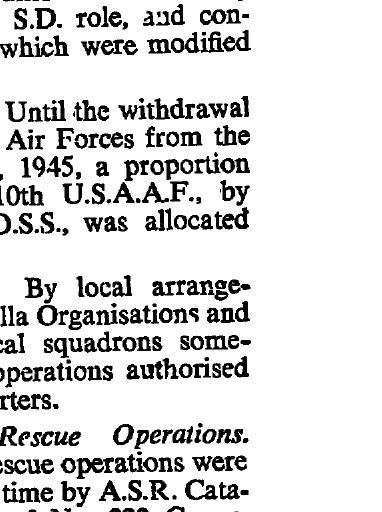 S.D. role, and con-
which were modified
Until the withdrawal
Air Forces from the
, 1945, a proportion
10th U.S.A.A.F., by
O.S.S., was allocated
By local arrange-
lla Organisations and
cal squadrons some-
operations authorised
rters.
Rescue Operations.
escue operations were
time by A.S.R. Cata-